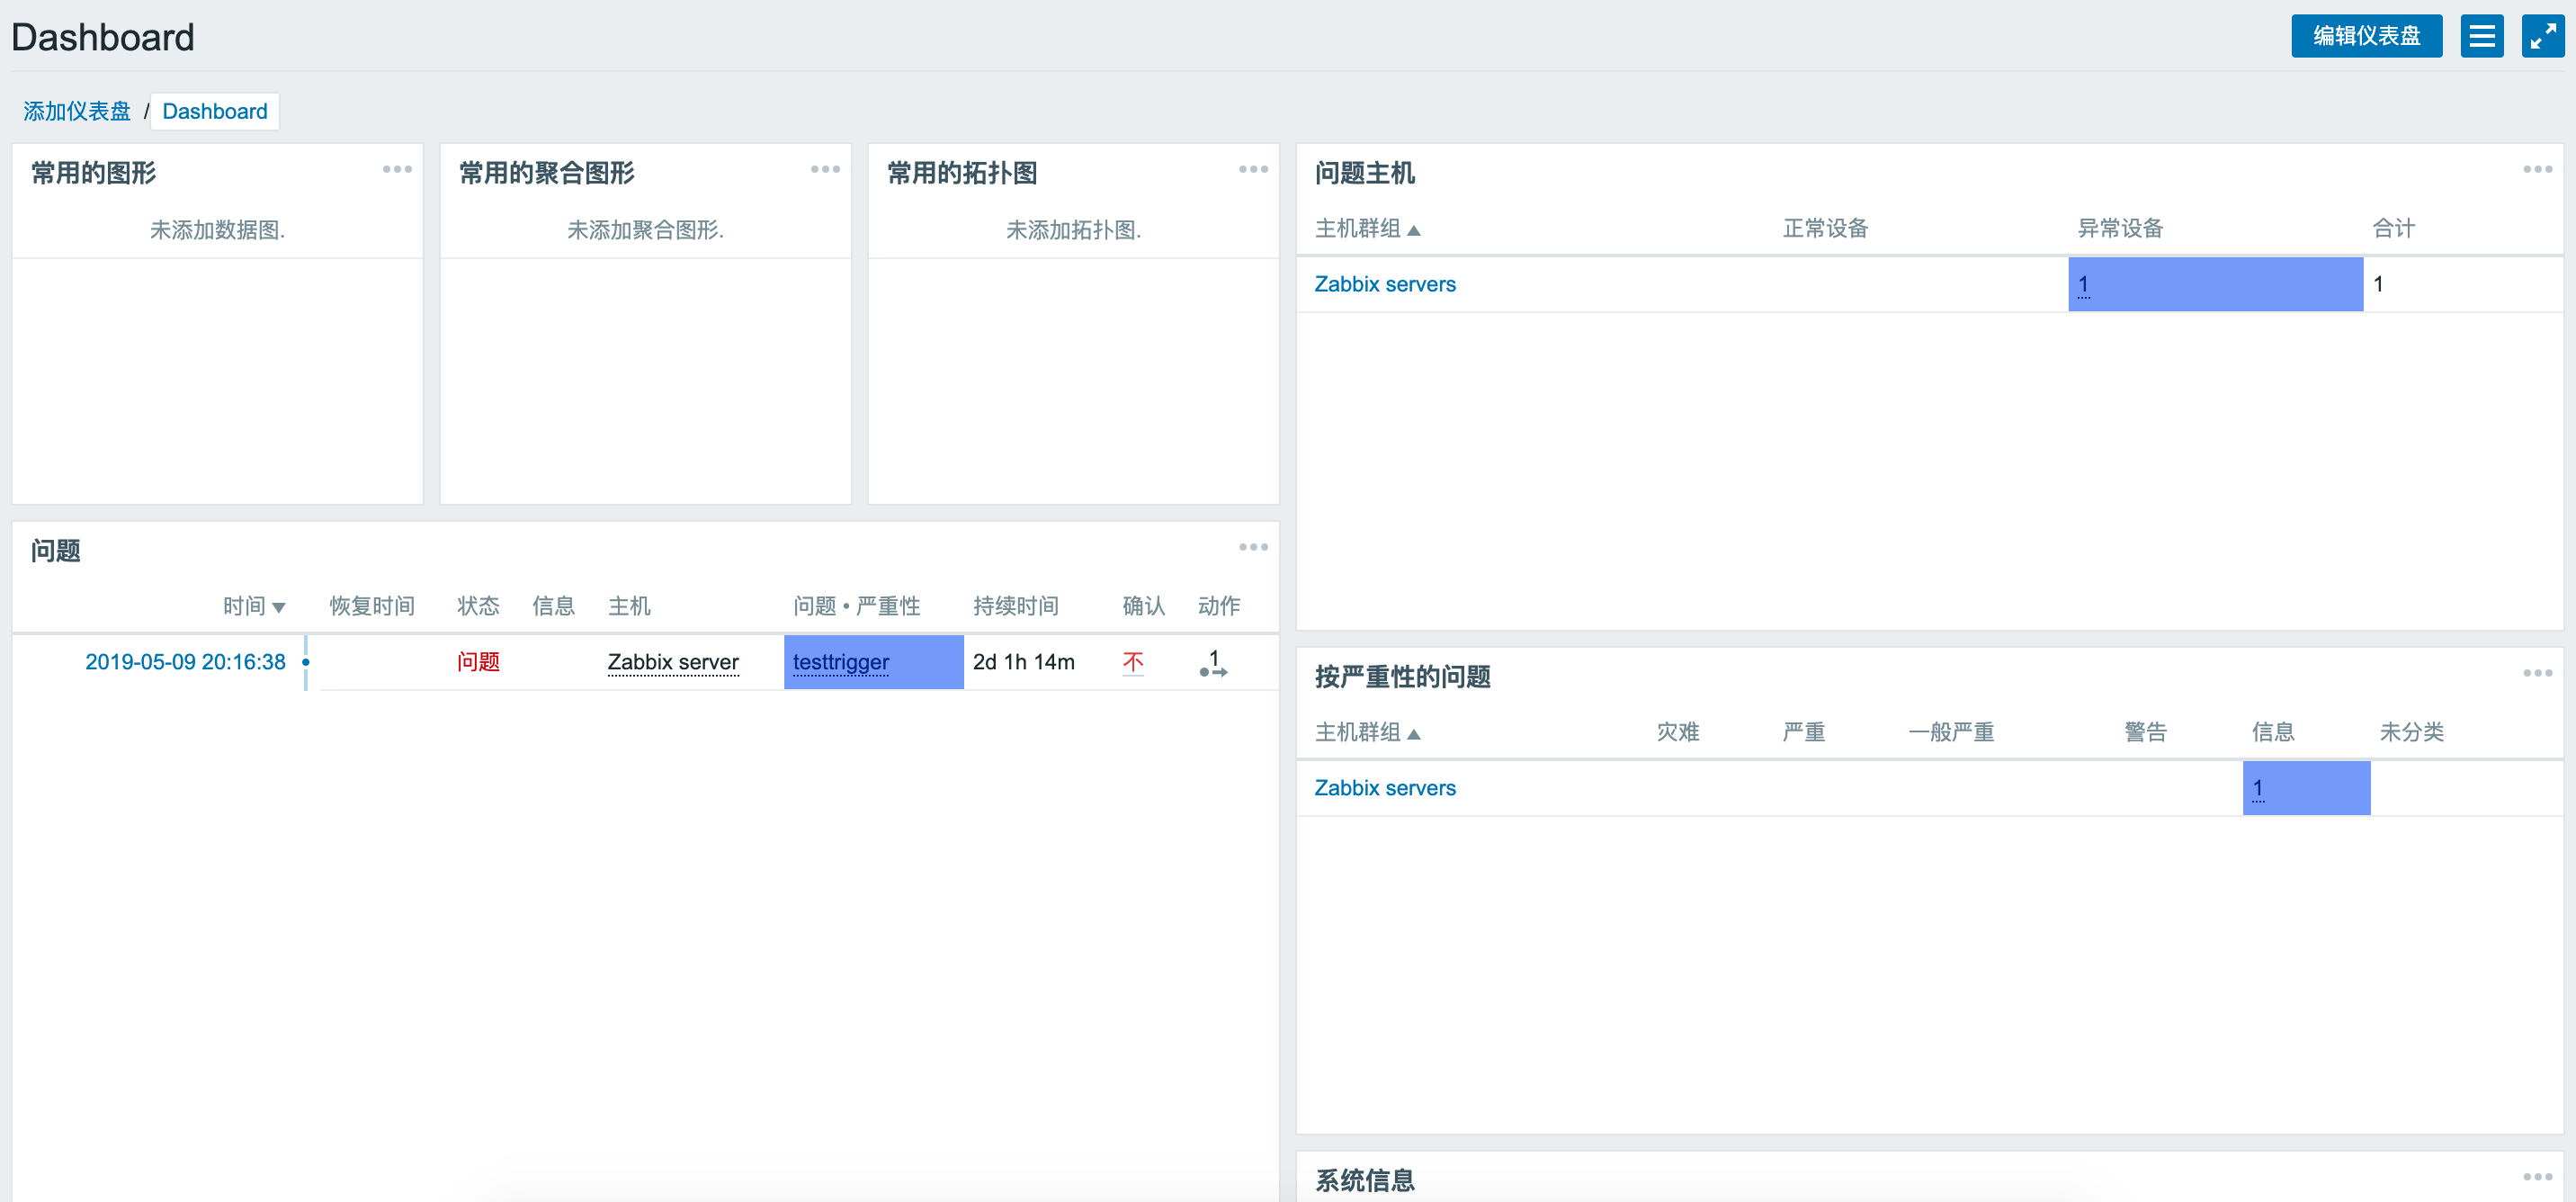 Dashboard
编辑仪表盘
添加仪表盘 / Dashboard
常用的图形
未添加数据图.
常用的聚合图形
未添加聚合图形.
常用的拓扑图
未添加拓扑图.
问题主机
主机群组▲ 正常设备 异常设备 合计
Zabbix servers 1 1
问题
时间▼ 恢复时间 状态 信息 主机 问题 • 严重性 持续时间 确认 动作
2019-05-09 20:16:38 问题 Zabbix server testtrigger 2d 1h 14m 不 1
按严重性的问题
主机群组▲ 灾难 严重 一般严重 警告 信息 未分类
Zabbix servers 1
系统信息